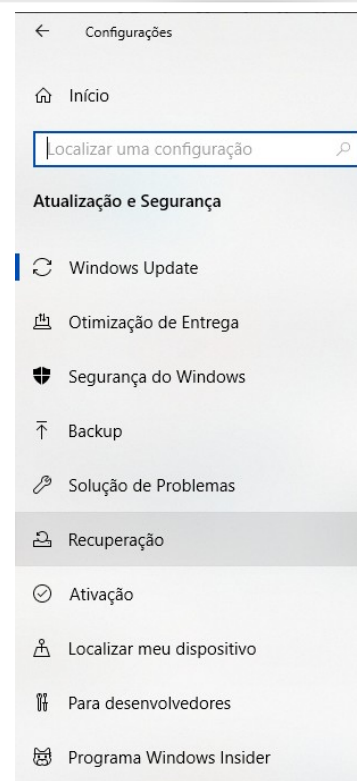 Configurações
Início
Localizar uma configuração
Atualização e Segurança
Windows Update
Otimização de Entrega
Segurança do Windows
Backup
Solução de Problemas
Recuperação
Ativação
Localizar meu dispositivo
Para desenvolvedores
Programa Windows Insider